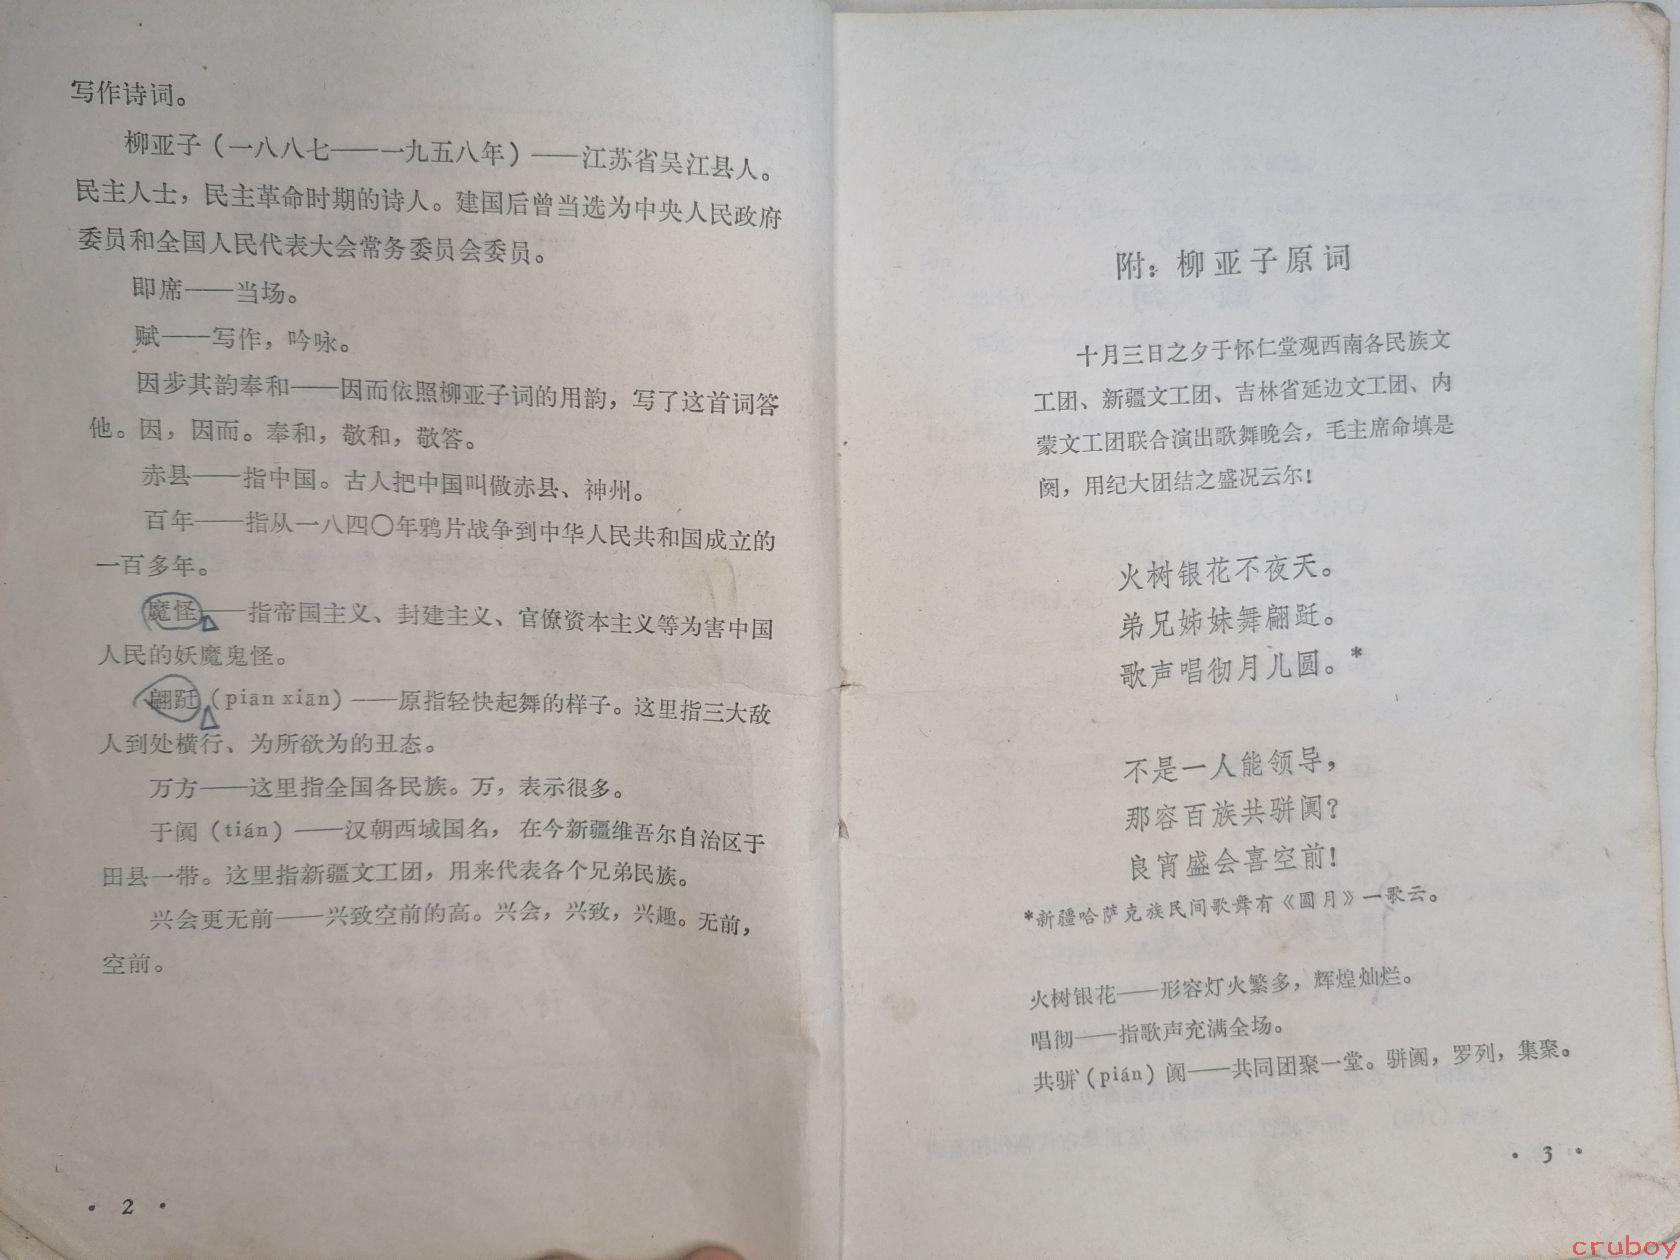 写作诗词。
柳亚子（一八八七——一九五八年）——江苏省吴江县人。
民主人士，民主革命时期的诗人。建国后曾当选为中央人民政府
委员和全国人民代表大会常务委员会委员。
即席——当场。
赋——写作，吟咏。
因步其韵奉和——因而依照柳亚子词的用韵，写了这首词答
他。因，因而。奉和，敬和，敬答。
赤县——指中国。古人把中国叫做赤县、神州。
百年——指从一八四〇年鸦片战争到中华人民共和国成立的
一百多年。
魔怪——指帝国主义、封建主义、官僚资本主义等为害中国
人民的妖魔鬼怪。
翩跹（piān xiān）——原指轻快起舞的样子。这里指三大敌
人到处横行、为所欲为的丑态。
万方——这里指全国各民族。万，表示很多。
于阗（tián）——汉朝西域国名，在今新疆维吾尔自治区于
田县一带。这里指新疆文工团，用来代表各个兄弟民族。
兴会更无前——兴致空前的高。兴会，兴致，兴趣。无前，
空前。
· 2 ·
附：柳亚子原词
十月三日之夕于怀仁堂观西南各民族文
工团、新疆文工团、吉林省延边文工团、内
蒙文工团联合演出歌舞晚会，毛主席命填是
阕，用纪大团结之盛况云尔！
火树银花不夜天。
弟兄姊妹舞翩跹。
歌声唱彻月儿圆。*
不是一人能领导，
那容百族共骈阗？
良宵盛会喜空前！
*新疆哈萨克族民间歌舞有《圆月》一歌云。
火树银花——形容灯火繁多，辉煌灿烂。
唱彻——指歌声充满全场。
共骈（pián）阗——共同团聚一堂。骈阗，罗列，集聚。
· 3 ·
cruboy